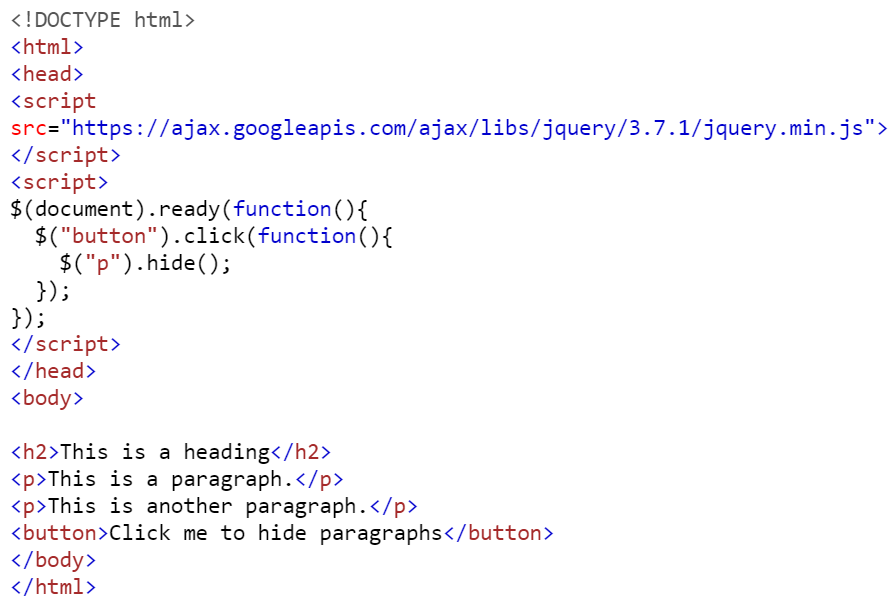 <!DOCTYPE html>
<html>
<head>
<script
src="https://ajax.googleapis.com/ajax/libs/jquery/3.7.1/jquery.min.js">
</script>
<script>
$(document).ready(function(){
  $("button").click(function(){
    $("p").hide();
  });
});
</script>
</head>
<body>

<h2>This is a heading</h2>
<p>This is a paragraph.</p>
<p>This is another paragraph.</p>
<button>Click me to hide paragraphs</button>
</body>
</html>